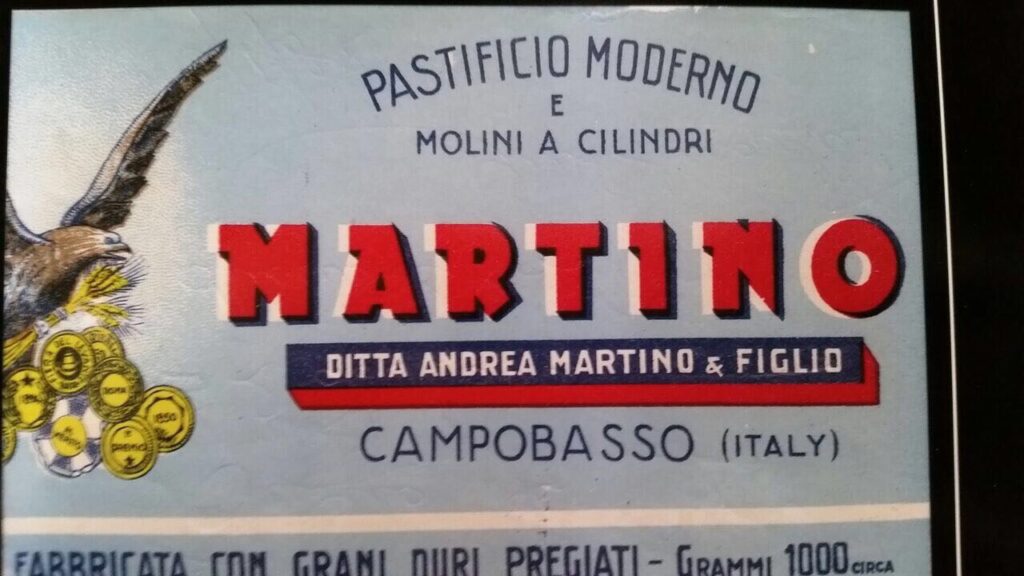 PASTIFICIO MODERNO
E
MOLINI A CILINDRI
MARTINO
DITTA ANDREA MARTINO & FIGLIO
CAMPOBASSO (ITALY)
FABBRICATA CON GRANI DURI PREGIATI - GRAMMI 1000 CIRCA